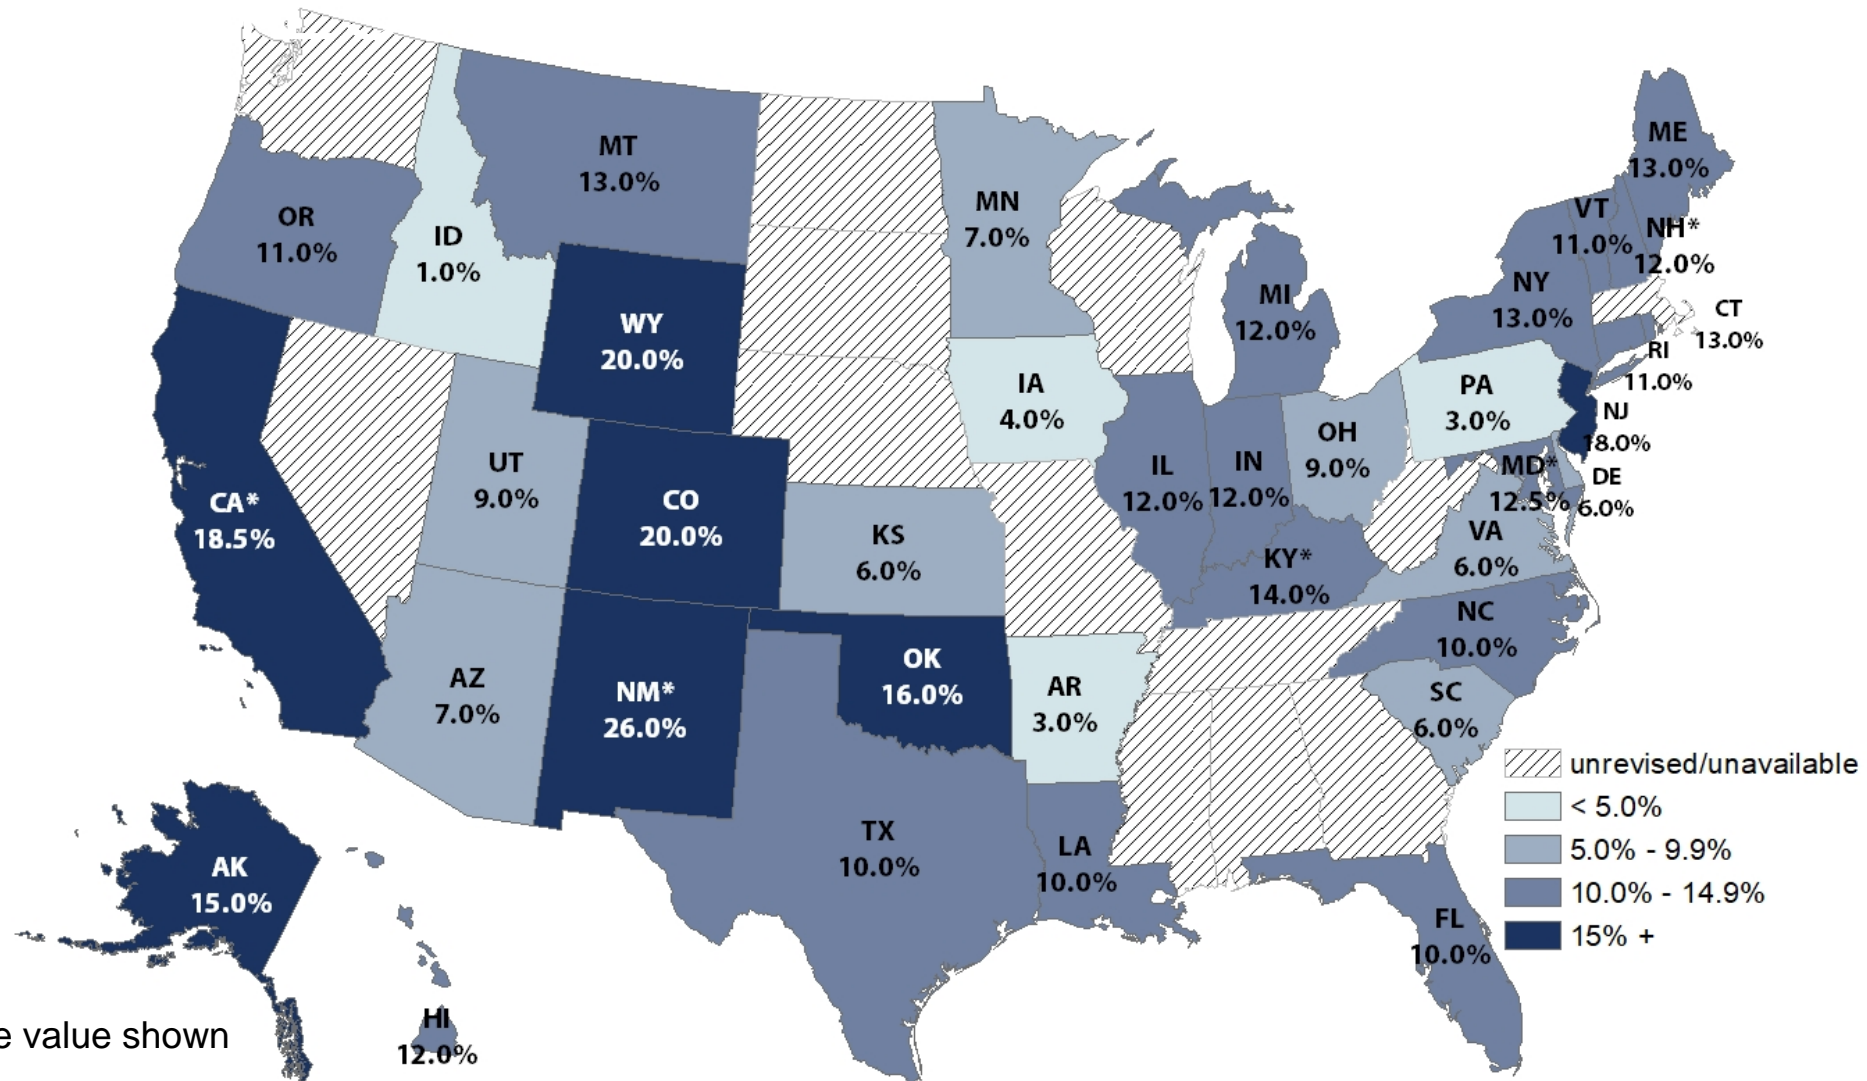 ME
13.0%
MT
13.0%
MN
7.0%
VT
11.0%
NH*
12.0%
OR
11.0%
ID
1.0%
NY
13.0%
MI
12.0%
CT
13.0%
WY
20.0%
RI
11.0%
IA
4.0%
PA
3.0%
NJ
18.0%
OH
9.0%
UT
9.0%
IL
12.0%
IN
12.0%
MD*
12.5%
DE
6.0%
CA*
18.5%
CO
20.0%
KS
6.0%
VA
6.0%
KY*
14.0%
NC
10.0%
AZ
7.0%
NM*
26.0%
OK
16.0%
AR
3.0%
SC
6.0%
unrevised/unavailable
< 5.0%
5.0% - 9.9%
10.0% - 14.9%
15% +
TX
10.0%
LA
10.0%
AK
15.0%
FL
10.0%
HI
12.0%
e value shown